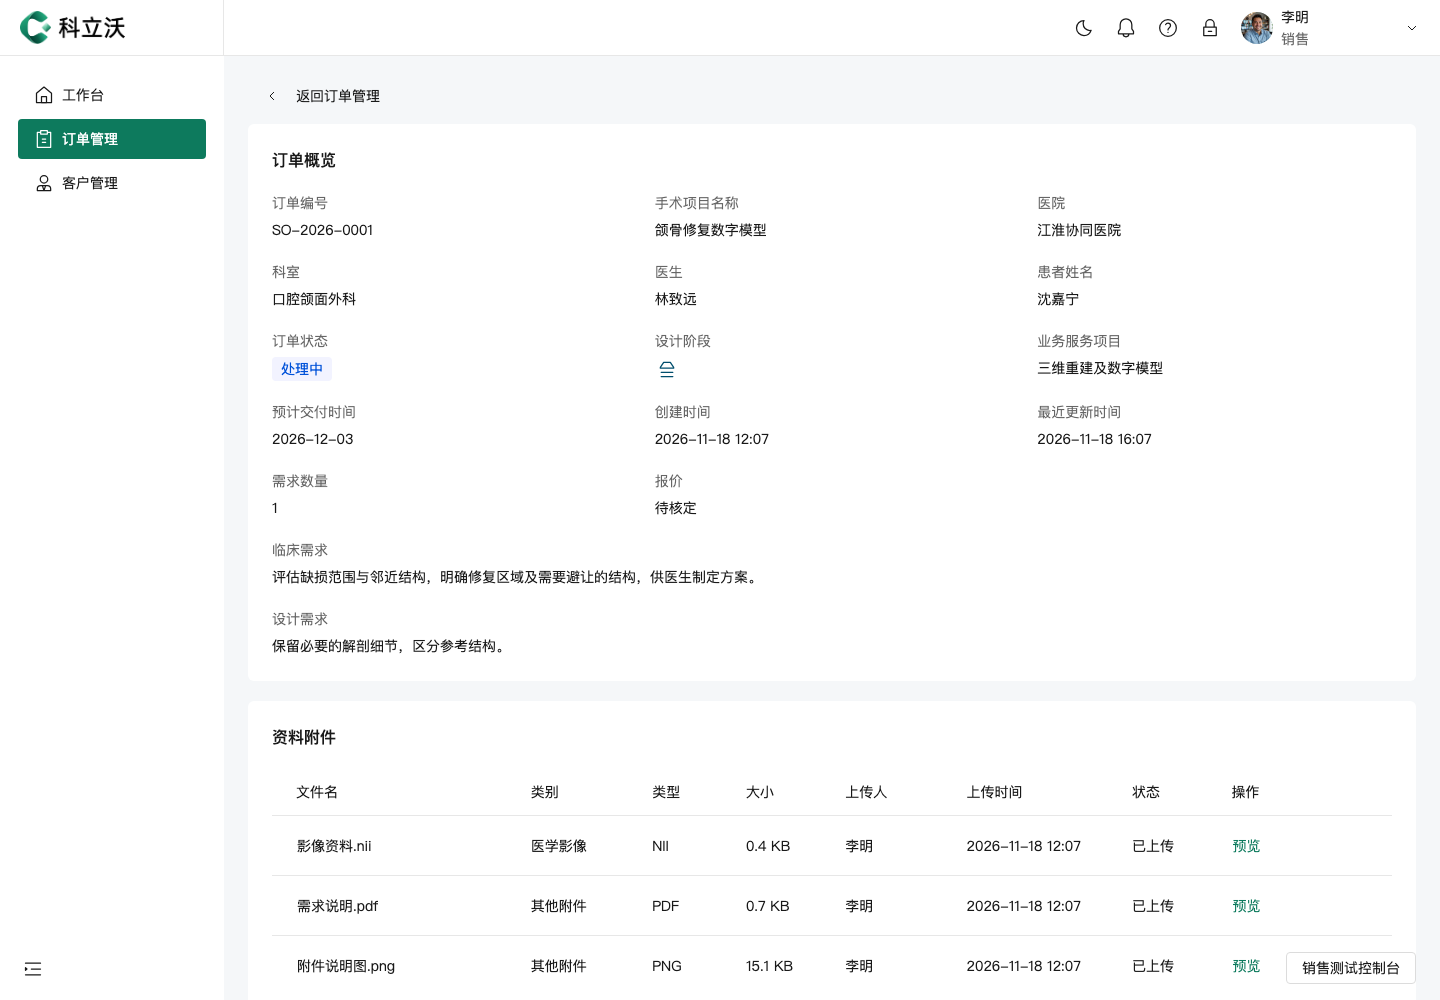 科立沃
李明
销售
工作台
订单管理
客户管理
返回订单管理
订单概览
订单编号 手术项目名称 医院
SO-2026-0001 颌骨修复数字模型 江淮协同医院
科室 医生 患者姓名
口腔颌面外科 林致远 沈嘉宁
订单状态 设计阶段 业务服务项目
处理中 三维重建及数字模型
预计交付时间 创建时间 最近更新时间
2026-12-03 2026-11-18 12:07 2026-11-18 16:07
需求数量 报价
1 待核定
临床需求
评估缺损范围与邻近结构，明确修复区域及需要避让的结构，供医生制定方案。
设计需求
保留必要的解剖细节，区分参考结构。
资料附件
文件名 类别 类型 大小 上传人 上传时间 状态 操作
影像资料.nii 医学影像 NII 0.4 KB 李明 2026-11-18 12:07 已上传 预览
需求说明.pdf 其他附件 PDF 0.7 KB 李明 2026-11-18 12:07 已上传 预览
附件说明图.png 其他附件 PNG 15.1 KB 李明 2026-11-18 12:07 已上传 预览
销售测试控制台